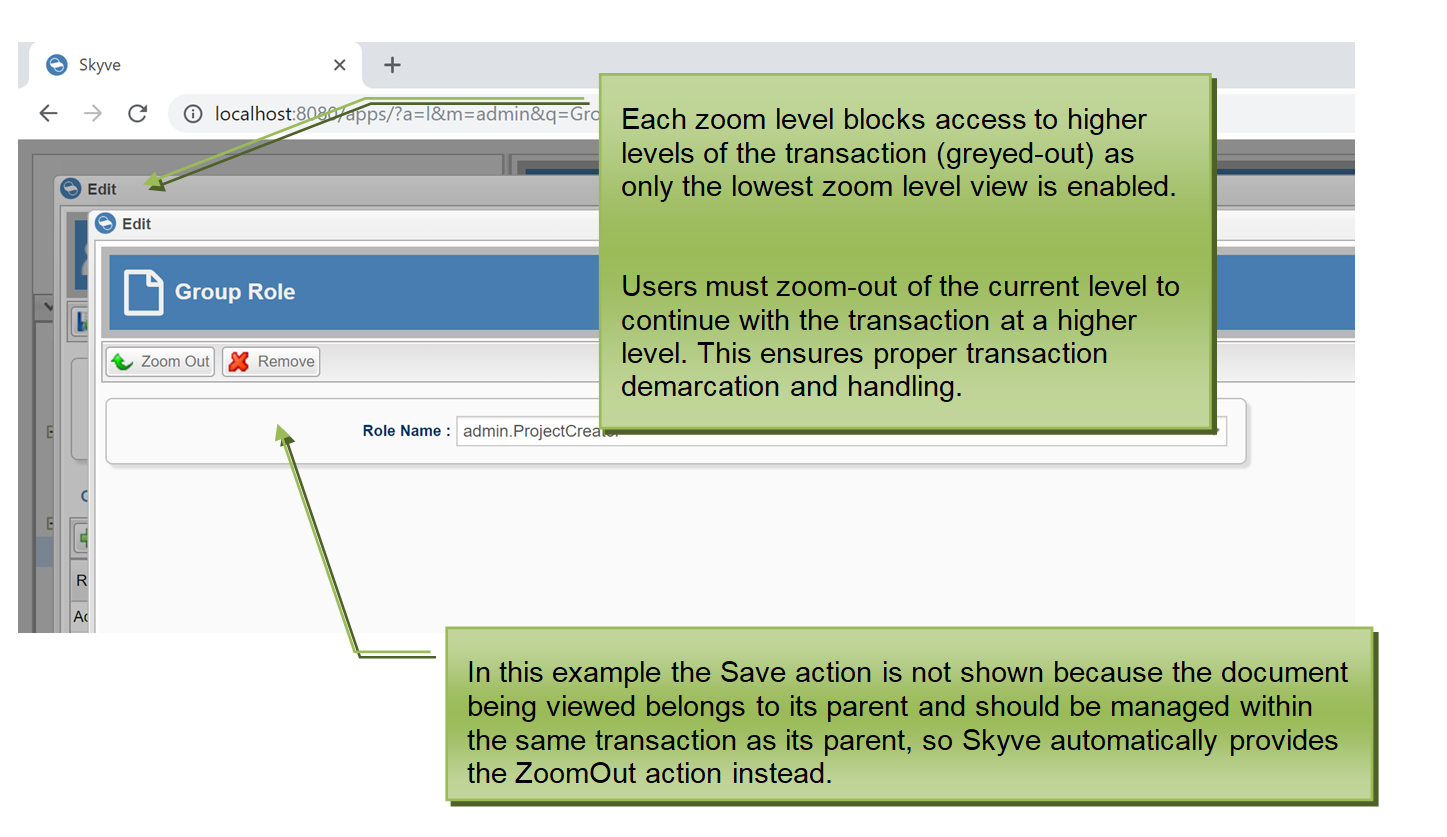 Skyve
localhost:8080/apps/?a=l&m=admin&q=Gro
Each zoom level blocks access to higher
levels of the transaction (greyed-out) as
only the lowest zoom level view is enabled.
Edit
Edit
Group Role
Users must zoom-out of the current level to
continue with the transaction at a higher
level. This ensures proper transaction
demarcation and handling.
Zoom Out Remove
Role Name : admin.ProjectCreator
R
In this example the Save action is not shown because the document
being viewed belongs to its parent and should be managed within
the same transaction as its parent, so Skyve automatically provides
the ZoomOut action instead.